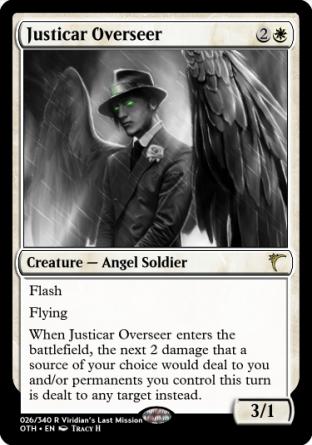 Justicar Overseer 2
Creature — Angel Soldier
Flash
Flying
When Justicar Overseer enters the
battlefield, the next 2 damage that a
source of your choice would deal to you
and/or permanents you control this turn
is dealt to any target instead.
026/340 R Viridian's Last Mission
OTH • EN Tracy H
3/1